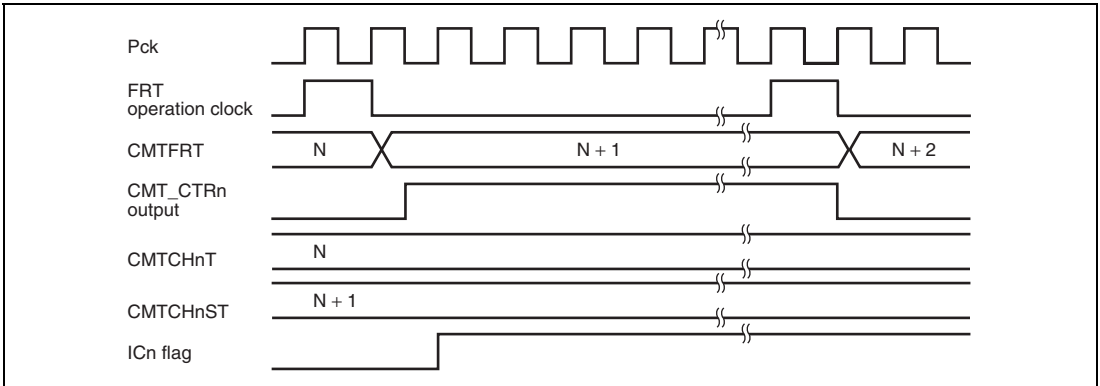 Pck
FRT
operation clock
CMTFRT
N
N + 1
N + 2
CMT_CTRn
output
CMTCHnT
N
CMTCHnST
N + 1
ICn flag